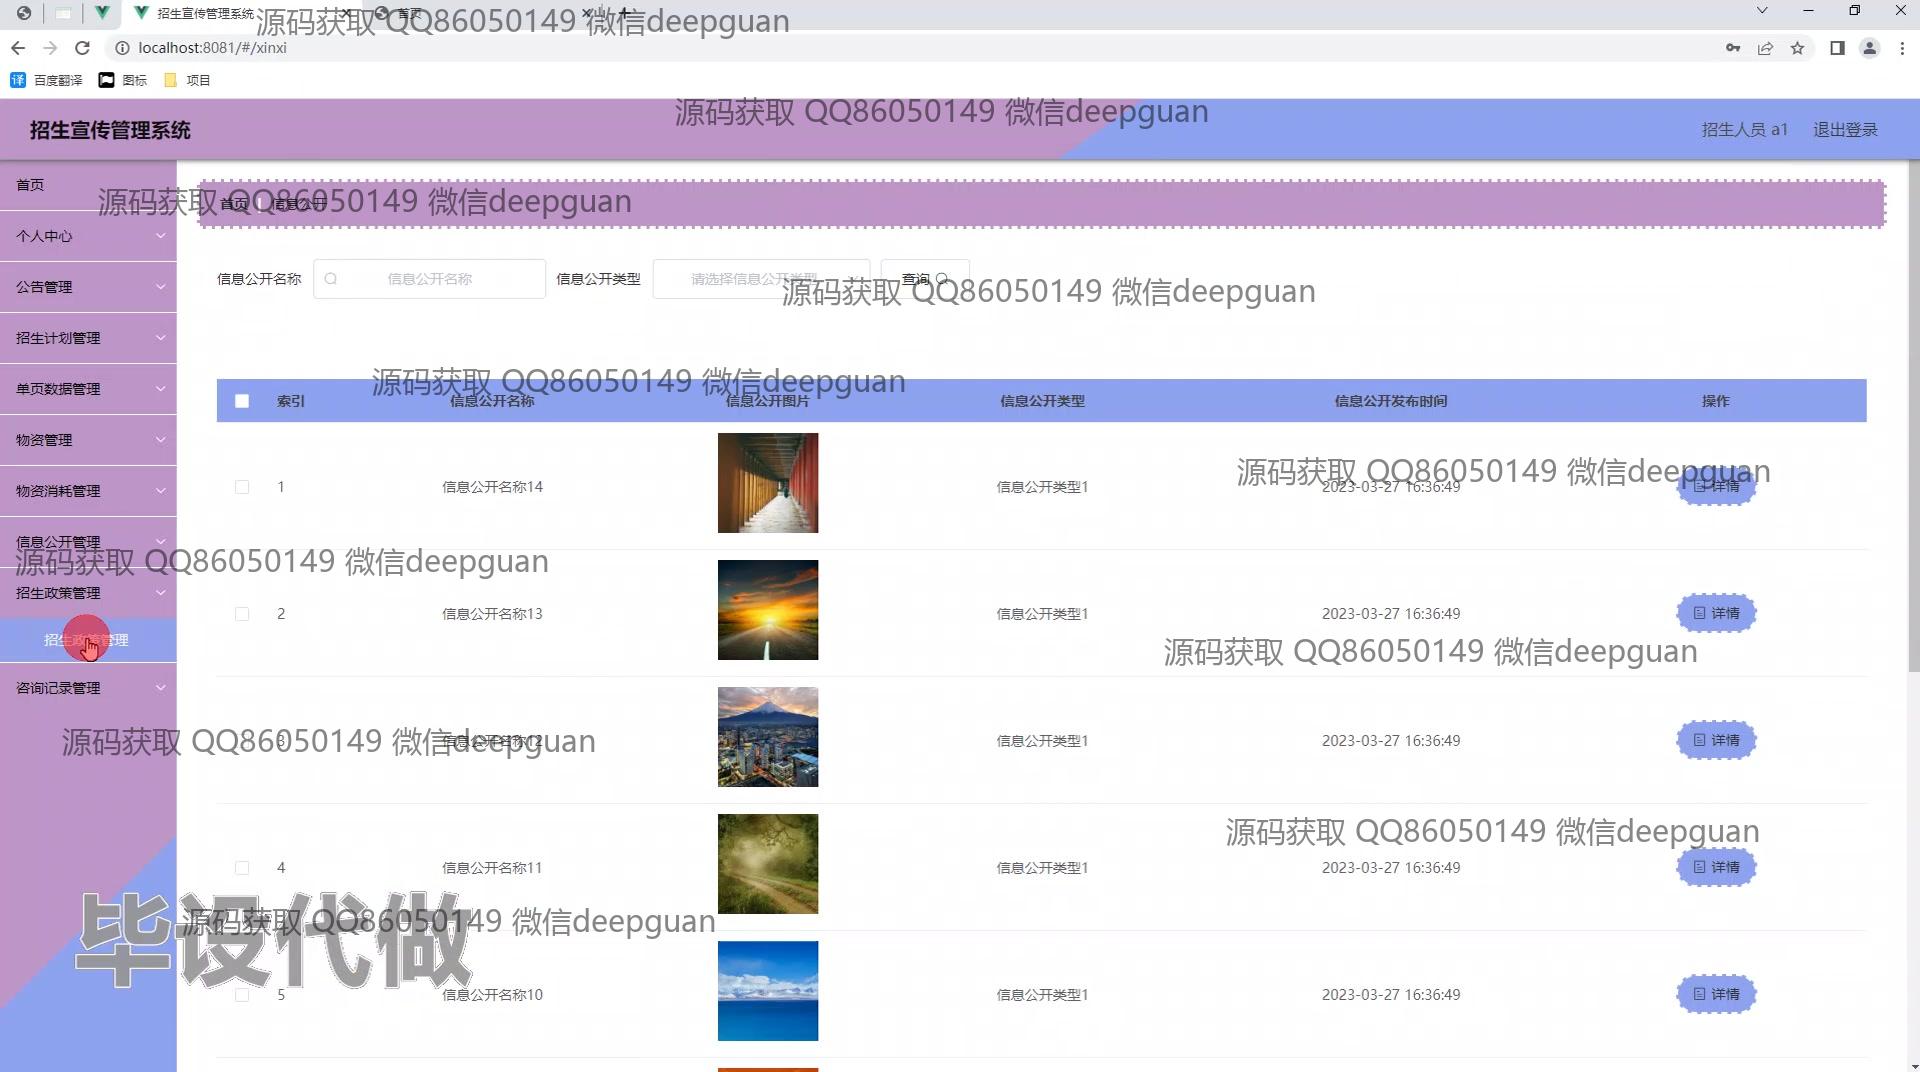 招生宣传管理系统
首页
源码获取 QQ86050149 微信deepguan
localhost:8081/#/xinxi
百度翻译
图标
项目
源码获取 QQ86050149 微信deepguan
招生宣传管理系统
招生人员 a1
退出登录
首页
源码获取 QQ86050149 微信deepguan
首页
信息公开
个人中心
公告管理
信息公开名称
信息公开名称
信息公开类型
请选择信息公开类型
查询
源码获取 QQ86050149 微信deepguan
招生计划管理
单页数据管理
源码获取 QQ86050149 微信deepguan
索引
信息公开名称
信息公开图片
信息公开类型
信息公开发布时间
操作
物资管理
物资消耗管理
源码获取 QQ86050149 微信deepguan
1
信息公开名称14
信息公开类型1
2023-03-27 16:36:49
详情
信息公开管理
源码获取 QQ86050149 微信deepguan
招生政策管理
招生政策管理
2
信息公开名称13
信息公开类型1
2023-03-27 16:36:49
详情
源码获取 QQ86050149 微信deepguan
咨询记录管理
源码获取 QQ86050149 微信deepguan
3
信息公开名称12
信息公开类型1
2023-03-27 16:36:49
详情
源码获取 QQ86050149 微信deepguan
4
信息公开名称11
信息公开类型1
2023-03-27 16:36:49
详情
源码获取 QQ86050149 微信deepguan
毕设代做
5
信息公开名称10
信息公开类型1
2023-03-27 16:36:49
详情